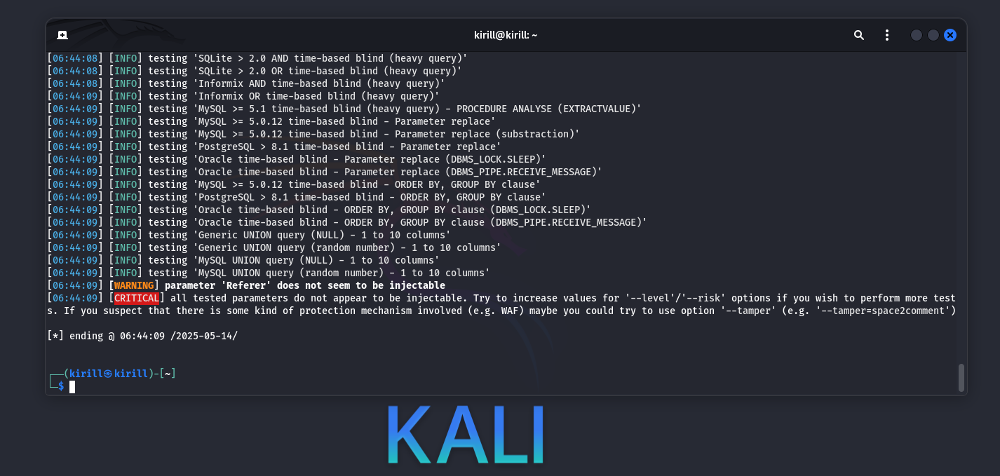 kirill@kirill: ~
[06:44:08] [INFO] testing 'SQLite > 2.0 AND time-based blind (heavy query)'
[06:44:08] [INFO] testing 'SQLite > 2.0 OR time-based blind (heavy query)'
[06:44:08] [INFO] testing 'Informix AND time-based blind (heavy query)'
[06:44:09] [INFO] testing 'Informix OR time-based blind (heavy query)'
[06:44:09] [INFO] testing 'MySQL >= 5.1 time-based blind (heavy query) - PROCEDURE ANALYSE (EXTRACTVALUE)'
[06:44:09] [INFO] testing 'MySQL >= 5.0.12 time-based blind - Parameter replace'
[06:44:09] [INFO] testing 'MySQL >= 5.0.12 time-based blind - Parameter replace (substraction)'
[06:44:09] [INFO] testing 'PostgreSQL > 8.1 time-based blind - Parameter replace'
[06:44:09] [INFO] testing 'Oracle time-based blind - Parameter replace (DBMS_LOCK.SLEEP)'
[06:44:09] [INFO] testing 'Oracle time-based blind - Parameter replace (DBMS_PIPE.RECEIVE_MESSAGE)'
[06:44:09] [INFO] testing 'MySQL >= 5.0.12 time-based blind - ORDER BY, GROUP BY clause'
[06:44:09] [INFO] testing 'PostgreSQL > 8.1 time-based blind - ORDER BY, GROUP BY clause'
[06:44:09] [INFO] testing 'Oracle time-based blind - ORDER BY, GROUP BY clause (DBMS_LOCK.SLEEP)'
[06:44:09] [INFO] testing 'Oracle time-based blind - ORDER BY, GROUP BY clause (DBMS_PIPE.RECEIVE_MESSAGE)'
[06:44:09] [INFO] testing 'Generic UNION query (NULL) - 1 to 10 columns'
[06:44:09] [INFO] testing 'Generic UNION query (random number) - 1 to 10 columns'
[06:44:09] [INFO] testing 'MySQL UNION query (NULL) - 1 to 10 columns'
[06:44:09] [INFO] testing 'MySQL UNION query (random number) - 1 to 10 columns'
[06:44:09] [WARNING] parameter 'Referer' does not seem to be injectable
[06:44:09] [CRITICAL] all tested parameters do not appear to be injectable. Try to increase values for '--level'/'--risk' options if you wish to perform more test
s. If you suspect that there is some kind of protection mechanism involved (e.g. WAF) maybe you could try to use option '--tamper' (e.g. '--tamper=space2comment')
[*] ending @ 06:44:09 /2025-05-14/
┌──(kirill㉿kirill)-[~]
└─$
KALI